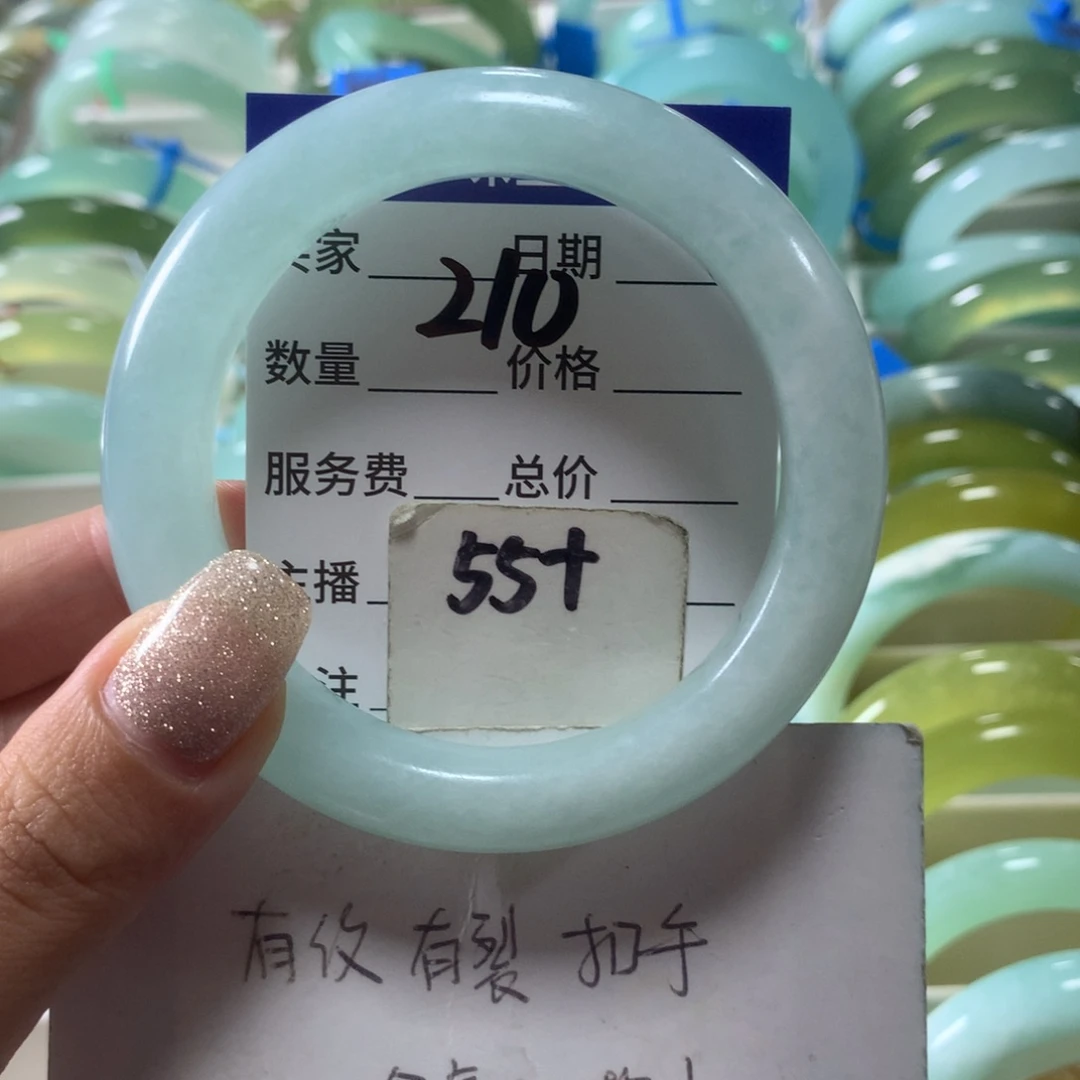 家 日期
210
数量 价格
服务费 总价
主播
55+
注
有纹 有裂 扣手